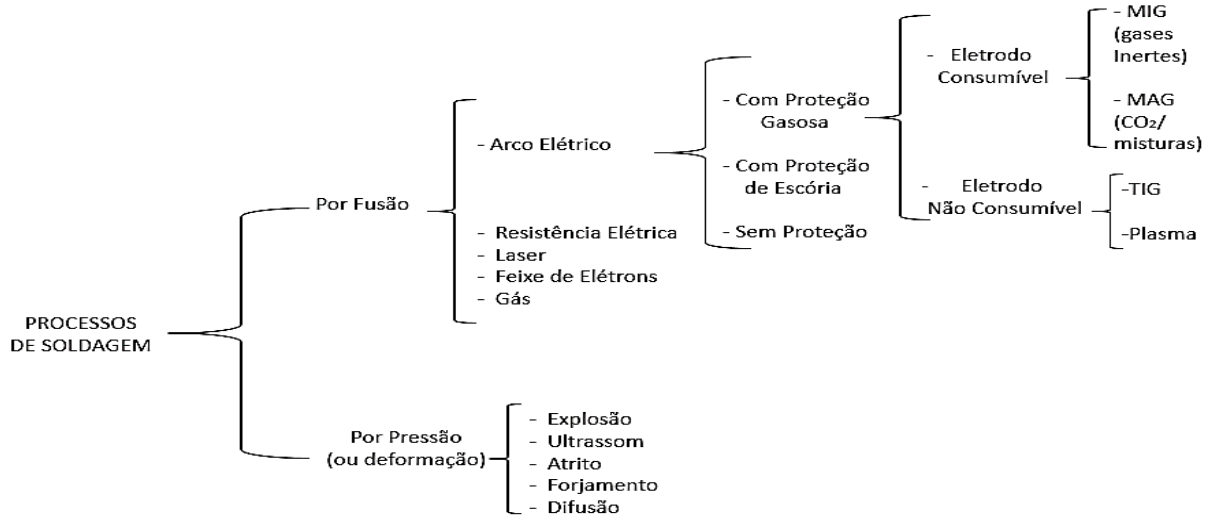 PROCESSOS
DE SOLDAGEM
Por Fusão
- Arco Elétrico
- Com Proteção
Gasosa
- Eletrodo
Consumível
- MIG
(gases
Inertes)
- MAG
(CO₂/
misturas)
- Eletrodo
Não Consumível
-TIG
-Plasma
- Com Proteção
de Escória
- Sem Proteção
- Resistência Elétrica
- Laser
- Feixe de Elétrons
- Gás
Por Pressão
(ou deformação)
- Explosão
- Ultrassom
- Atrito
- Forjamento
- Difusão